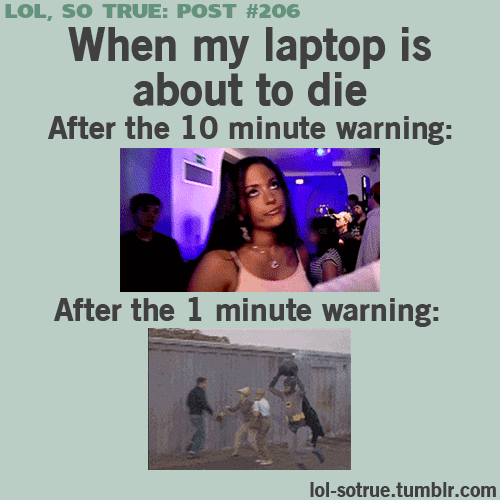 LOL, SO TRUE: POST #206
When my laptop is
about to die
After the 10 minute warning:
After the 1 minute warning:
lol-sotrue.tumblr.com